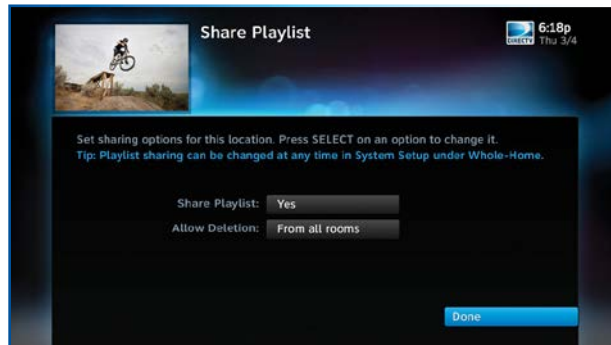 Share Playlist
DIRECTV
6:18p
Thu 3/4
Set sharing options for this location. Press SELECT on an option to change it.
Tip: Playlist sharing can be changed at any time in System Setup under Whole-Home.
Share Playlist: Yes
Allow Deletion: From all rooms
Done